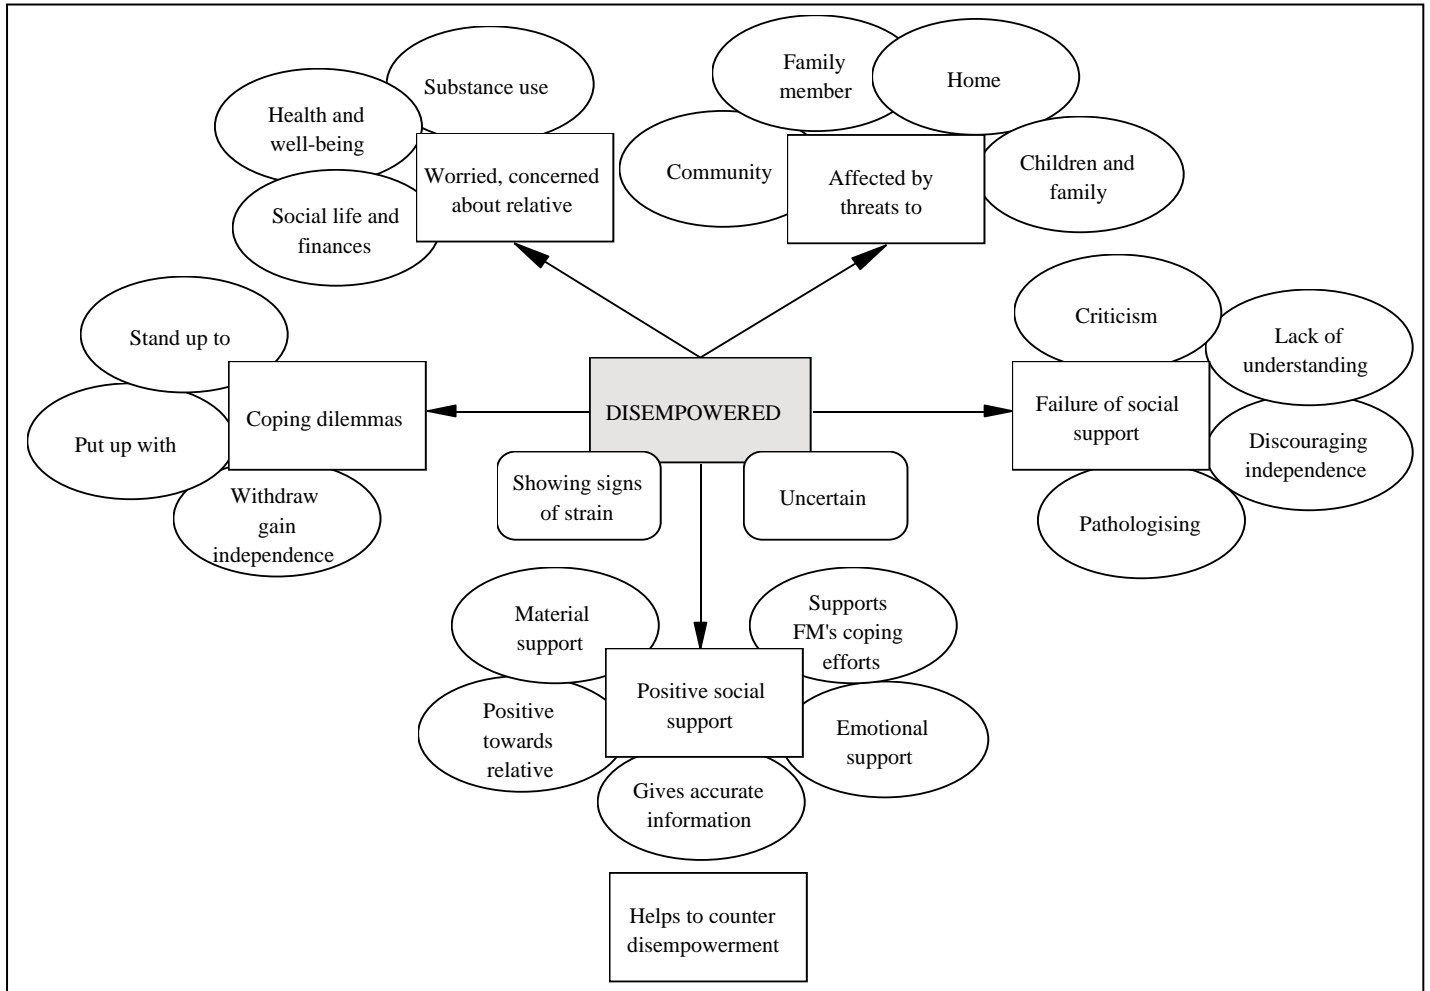 Substance use
Health and
well-being
Social life and
finances
Worried, concerned
about relative
Family
member
Home
Community
Children and
family
Affected by
threats to
Stand up to
Put up with
Withdraw
gain
independence
Coping dilemmas
DISEMPOWERED
Showing signs
of strain
Uncertain
Criticism
Lack of
understanding
Failure of social
support
Discouraging
independence
Pathologising
Material
support
Supports
FM's coping
efforts
Positive social
support
Positive
towards
relative
Emotional
support
Gives accurate
information
Helps to counter
disempowerment